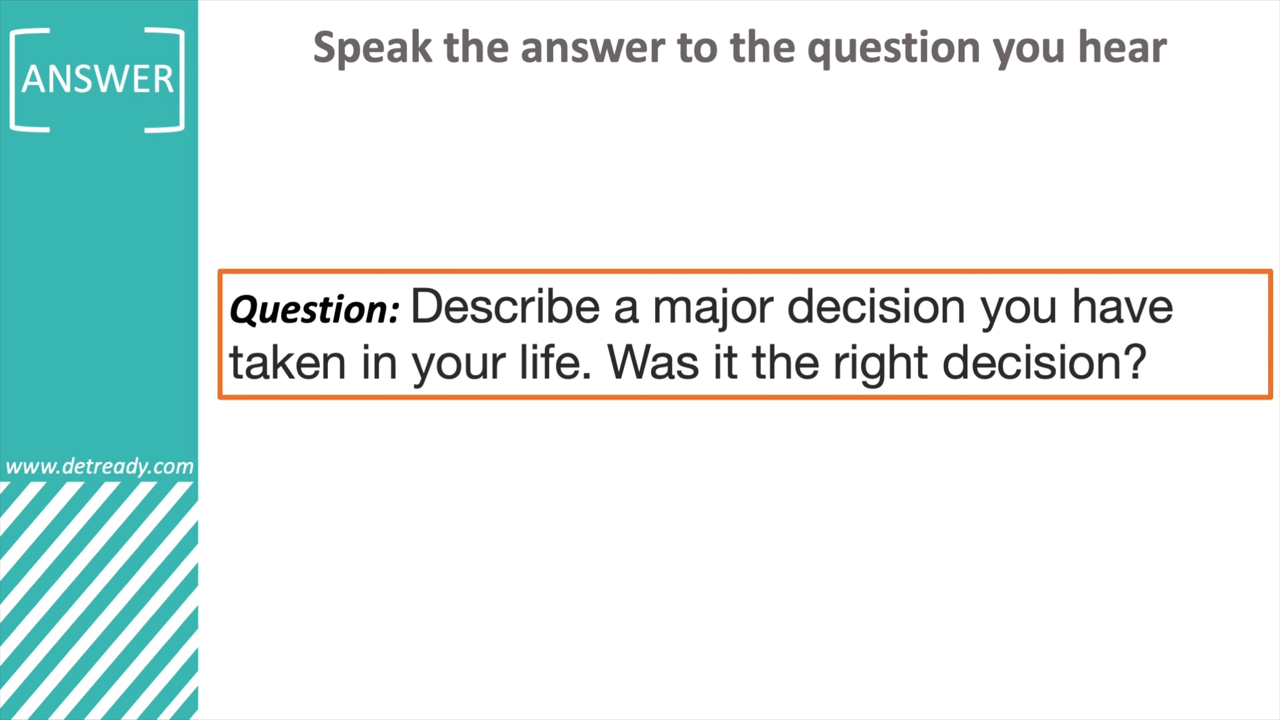 ANSWER
Speak the answer to the question you hear
Question: Describe a major decision you have
taken in your life. Was it the right decision?
www.detready.com